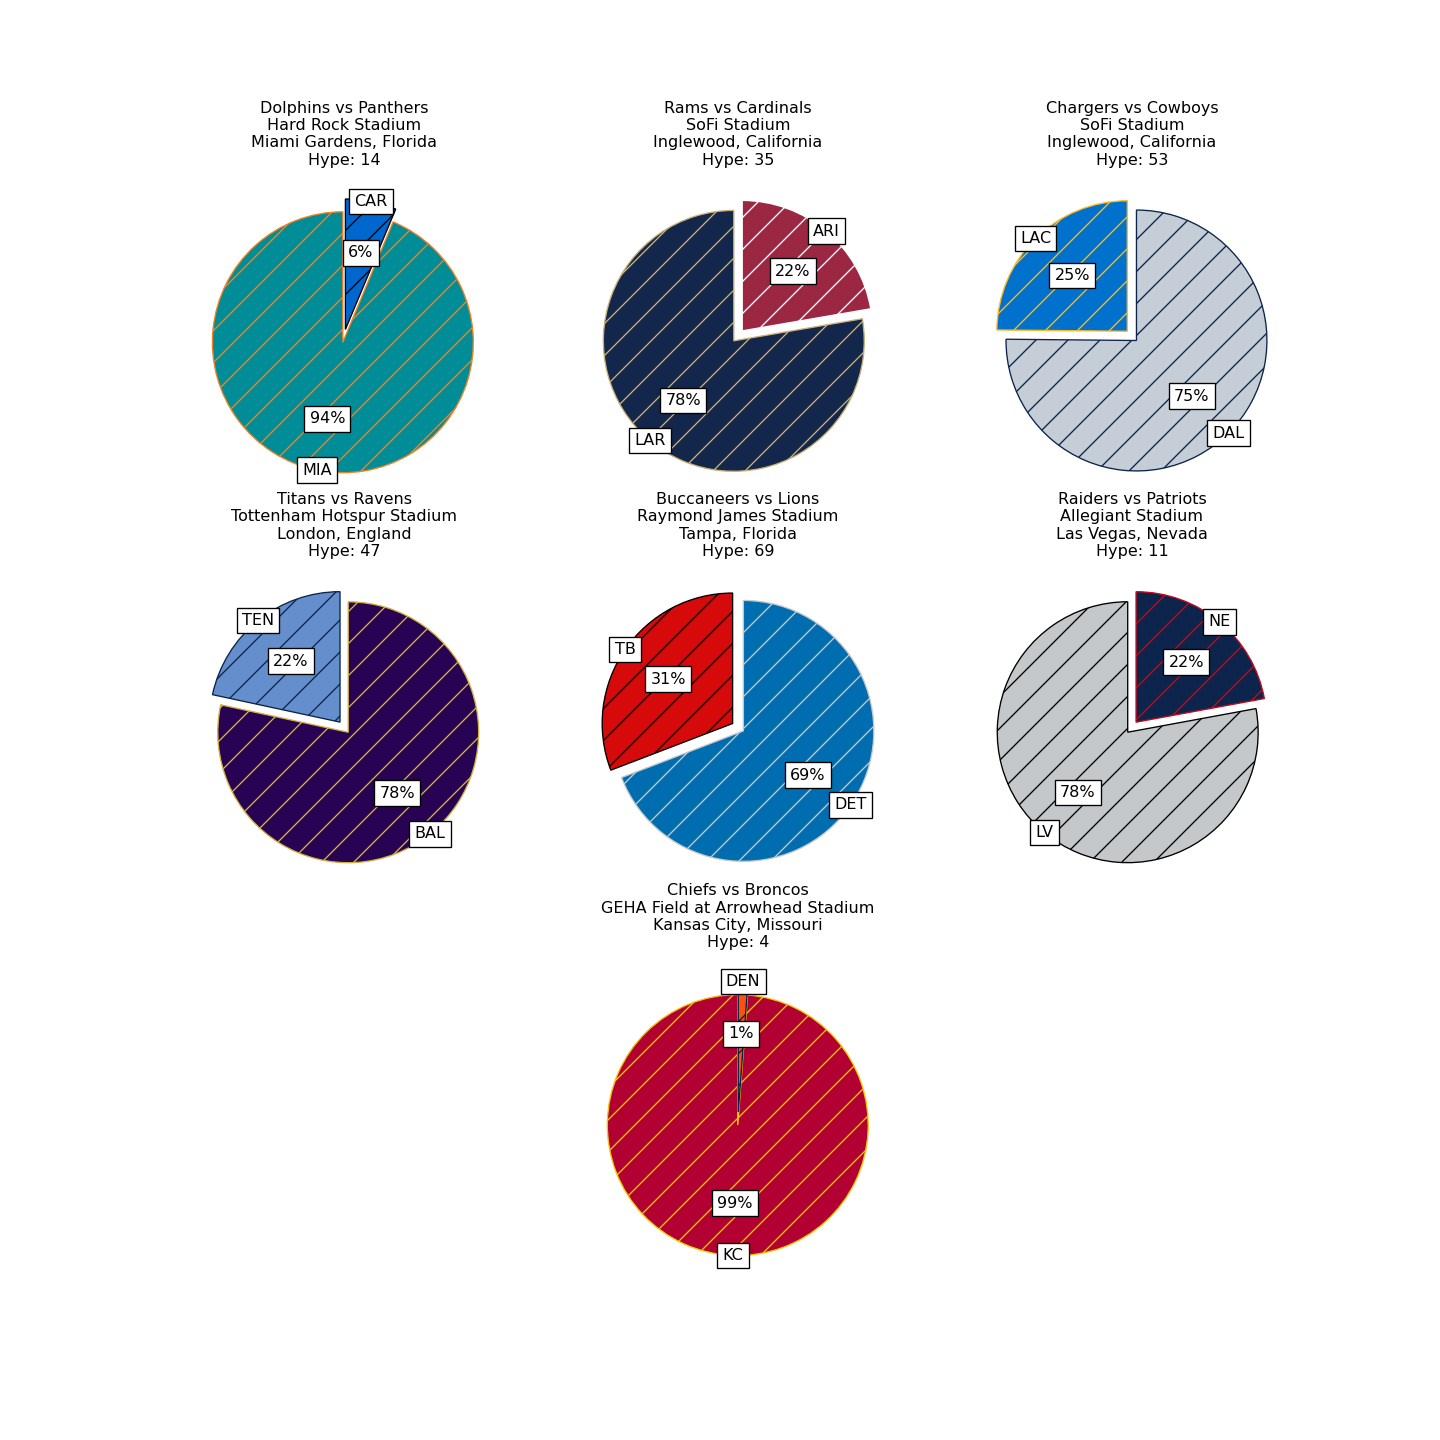 Dolphins vs Panthers
Hard Rock Stadium
Miami Gardens, Florida
Hype: 14
CAR
6%
94%
MIA
Rams vs Cardinals
SoFi Stadium
Inglewood, California
Hype: 35
ARI
22%
78%
LAR
Chargers vs Cowboys
SoFi Stadium
Inglewood, California
Hype: 53
LAC
25%
75%
DAL
Titans vs Ravens
Tottenham Hotspur Stadium
London, England
Hype: 47
TEN
22%
78%
BAL
Buccaneers vs Lions
Raymond James Stadium
Tampa, Florida
Hype: 69
TB
31%
69%
DET
Raiders vs Patriots
Allegiant Stadium
Las Vegas, Nevada
Hype: 11
NE
22%
78%
LV
Chiefs vs Broncos
GEHA Field at Arrowhead Stadium
Kansas City, Missouri
Hype: 4
DEN
1%
99%
KC